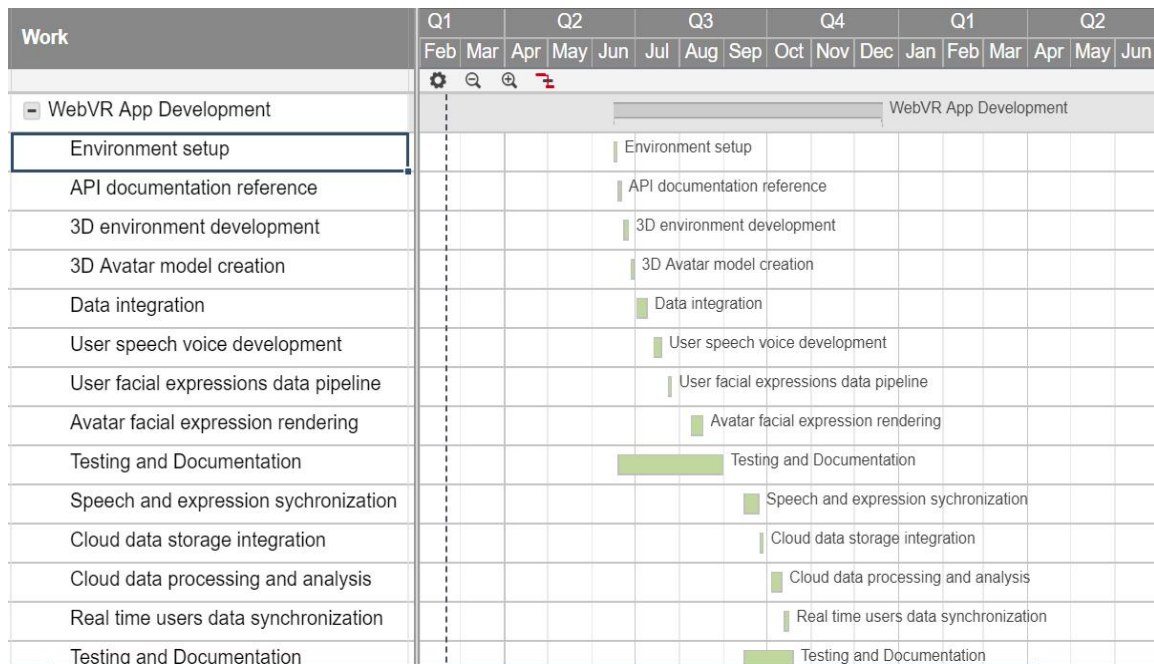 Work
Q1 Q2 Q3 Q4 Q1 Q2
Feb Mar Apr May Jun Jul Aug Sep Oct Nov Dec Jan Feb Mar Apr May Jun
WebVR App Development WebVR App Development
Environment setup Environment setup
API documentation reference API documentation reference
3D environment development 3D environment development
3D Avatar model creation 3D Avatar model creation
Data integration Data integration
User speech voice development User speech voice development
User facial expressions data pipeline User facial expressions data pipeline
Avatar facial expression rendering Avatar facial expression rendering
Testing and Documentation Testing and Documentation
Speech and expression sychronization Speech and expression sychronization
Cloud data storage integration Cloud data storage integration
Cloud data processing and analysis Cloud data processing and analysis
Real time users data synchronization Real time users data synchronization
Testing and Documentation Testing and Documentation